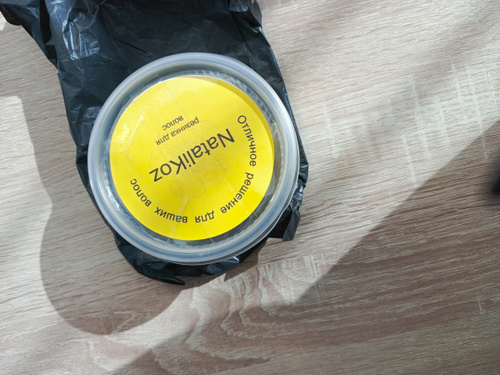 NataliKoz
резинка для
волос
Отличное решение для ваших волос